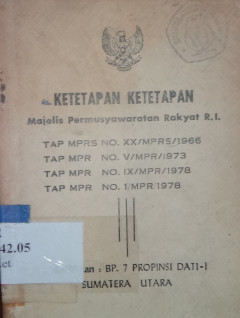 KETETAPAN KETETAPAN
Majelis Permusyawaratan Rakyat R.I.
TAP MPRS NO. XX/MPRS/1966
TAP MPR NO. V/MPR/1973
TAP MPR NO. IX/MPR/1978
TAP MPR NO. 1/MPR/1978
42.05
an : BP. 7 PROPINSI DATI-I
SUMATERA UTARA